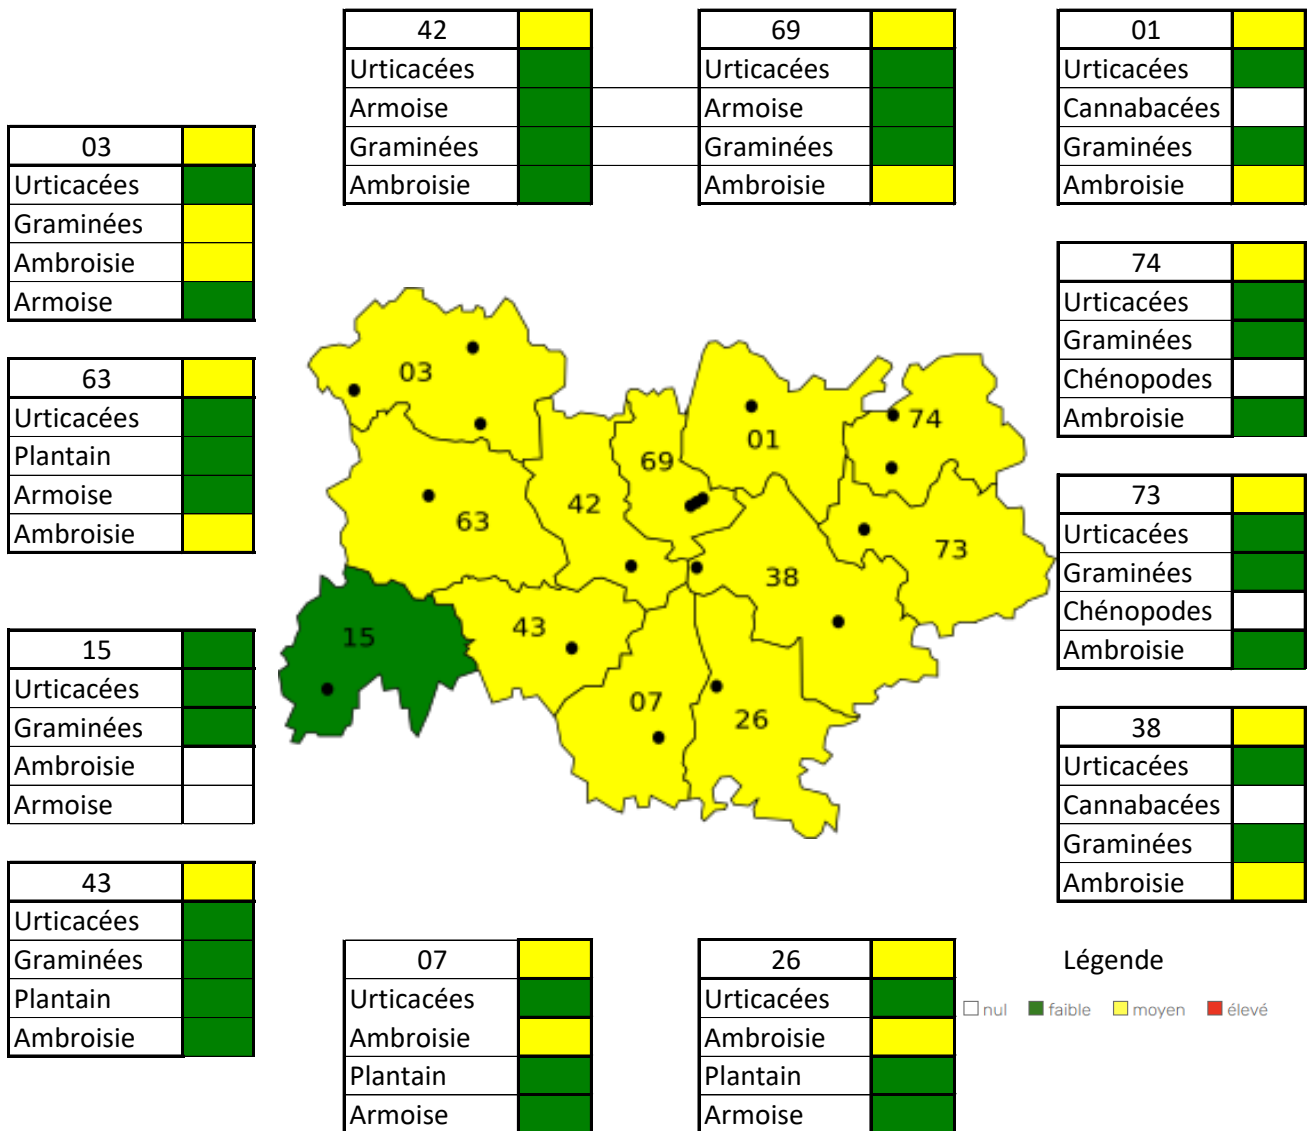 42
Urticacées
Armoise
Graminées
Ambroisie
69
Urticacées
Armoise
Graminées
Ambroisie
01
Urticacées
Cannabacées
Graminées
Ambroisie
03
Urticacées
Graminées
Ambroisie
Armoise
74
Urticacées
Graminées
Chénopodes
Ambroisie
63
Urticacées
Plantain
Armoise
Ambroisie
03
74
01
69
42
63
73
38
15
43
07
26
73
Urticacées
Graminées
Chénopodes
Ambroisie
15
Urticacées
Graminées
Ambroisie
Armoise
38
Urticacées
Cannabacées
Graminées
Ambroisie
43
Urticacées
Graminées
Plantain
Ambroisie
07
Urticacées
Ambroisie
Plantain
Armoise
26
Urticacées
Ambroisie
Plantain
Armoise
Légende
nul faible moyen élevé